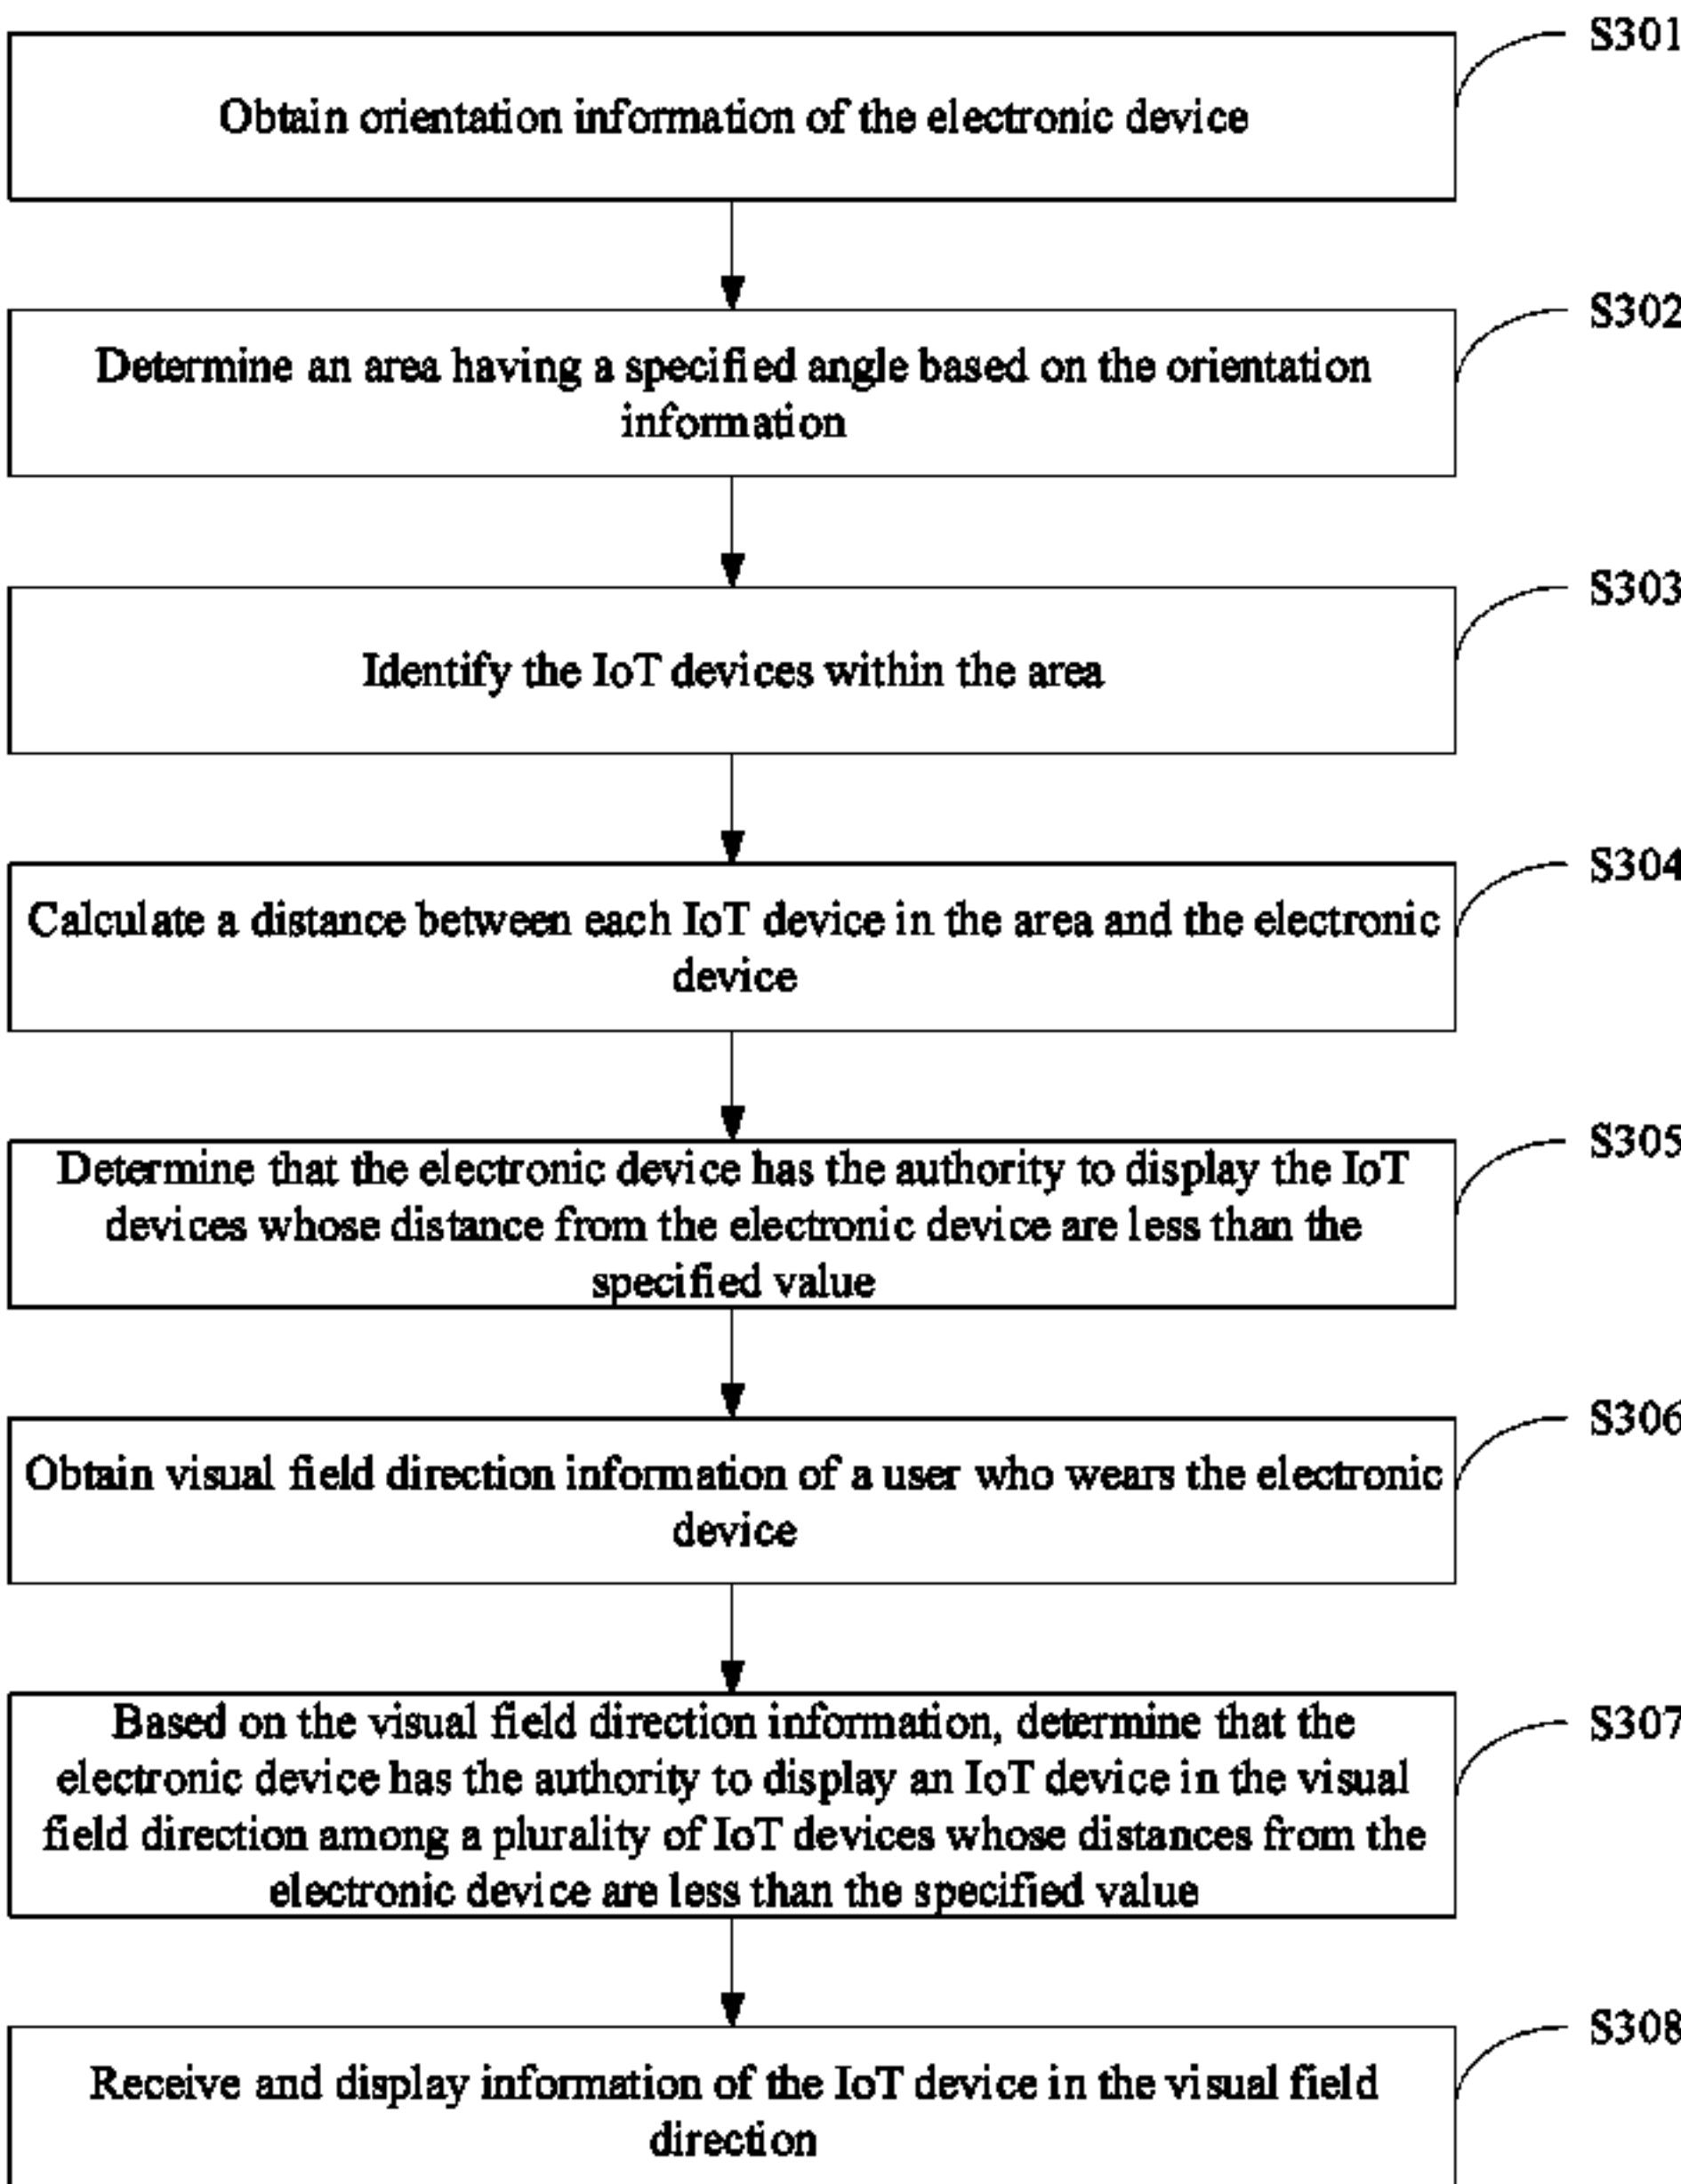 S301
Obtain orientation information of the electronic device
S302
Determine an area having a specified angle based on the orientation
information
S303
Identify the IoT devices within the area
S304
Calculate a distance between each IoT device in the area and the electronic
device
S305
Determine that the electronic device has the authority to display the IoT
devices whose distance from the electronic device are less than the
specified value
S306
Obtain visual field direction information of a user who wears the electronic
device
S307
Based on the visual field direction information, determine that the
electronic device has the authority to display an IoT device in the visual
field direction among a plurality of IoT devices whose distances from the
electronic device are less than the specified value
S308
Receive and display information of the IoT device in the visual field
direction